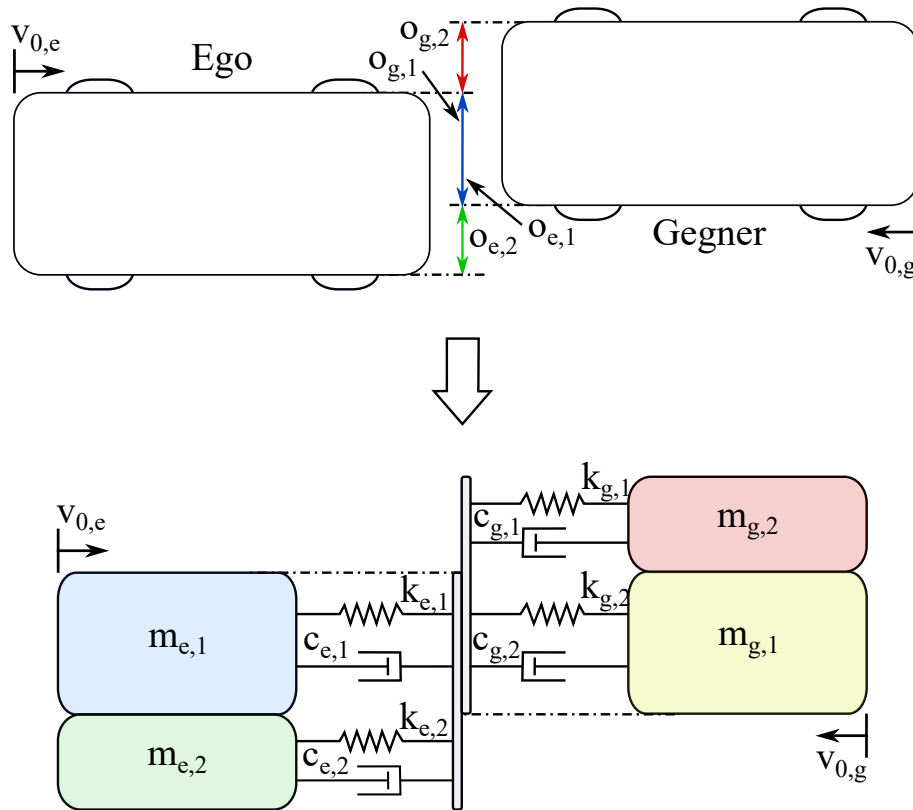 v0,e
Ego
og,2
og,1
oe,2
oe,1
Gegner
v0,g
v0,e
kg,1
cg,1
mg,2
ke,1
kg,2
me,1
ce,1
cg,2
mg,1
ke,2
me,2
ce,2
v0,g